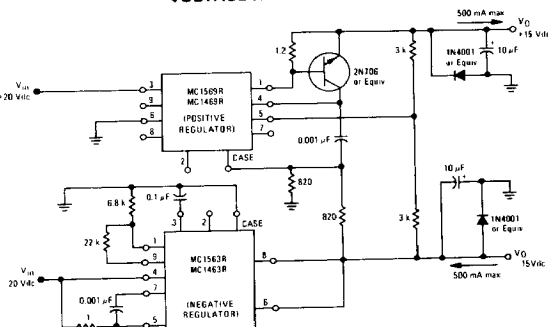 500 mA max
VO
+15 Vdc
1.2
2N706
or Equiv
3 k
1N4001
or Equiv
+
10 µF
Vin
+20 Vdc
3
9
6
8
MC1569R
MC1469R
(POSITIVE
REGULATOR)
1
4
5
7
2
CASE
0.001 µF
820
820
3 k
10 µF
+
1N4001
or Equiv
VO
15 Vdc
500 mA max
6.8 k
0.1 µF
22 k
3
2
CASE
1
9
4
7
5
MC1563R
MC1463R
(NEGATIVE
REGULATOR)
8
6
Vin
20 Vdc
0.001 µF
1